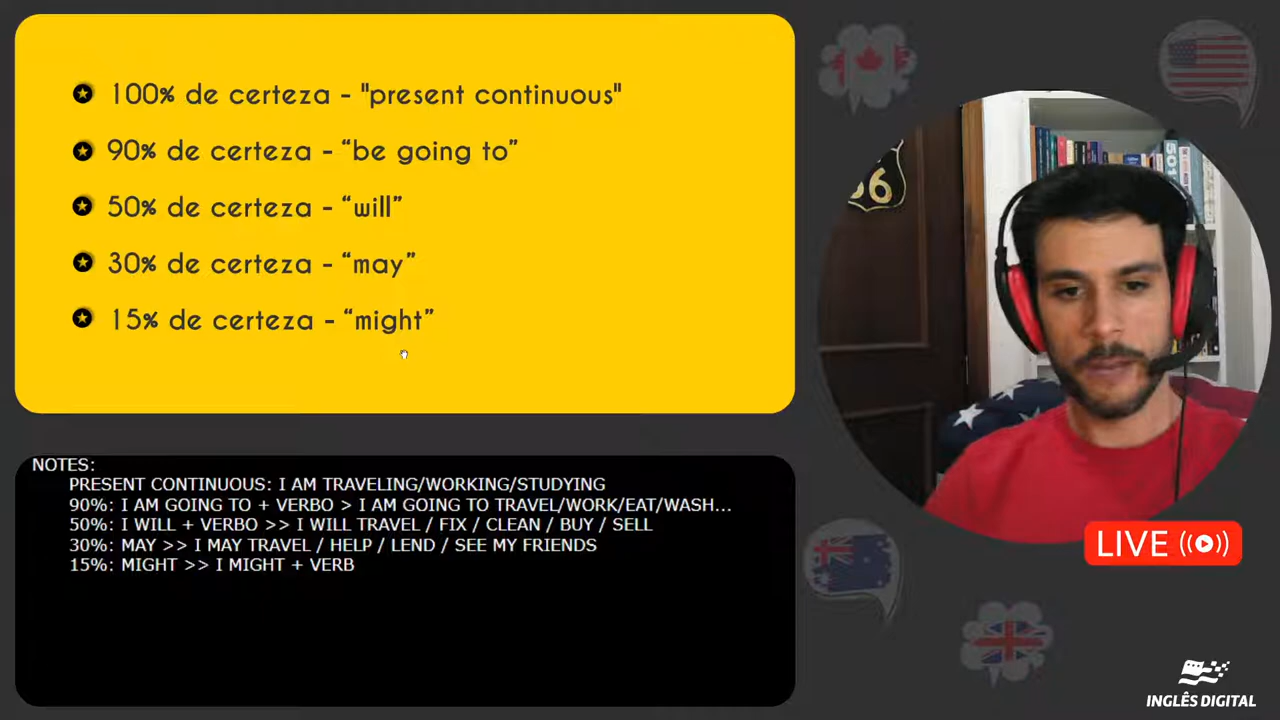 100% de certeza - "present continuous"
90% de certeza - “be going to”
50% de certeza - “will”
30% de certeza - “may”
15% de certeza - “might”
NOTES:
PRESENT CONTINUOUS: I AM TRAVELING/WORKING/STUDYING
90%: I AM GOING TO + VERBO > I AM GOING TO TRAVEL/WORK/EAT/WASH...
50%: I WILL + VERBO >> I WILL TRAVEL / FIX / CLEAN / BUY / SELL
30%: MAY >> I MAY TRAVEL / HELP / LEND / SEE MY FRIENDS
15%: MIGHT >> I MIGHT + VERB
66
501
LIVE
INGLÊS DIGITAL